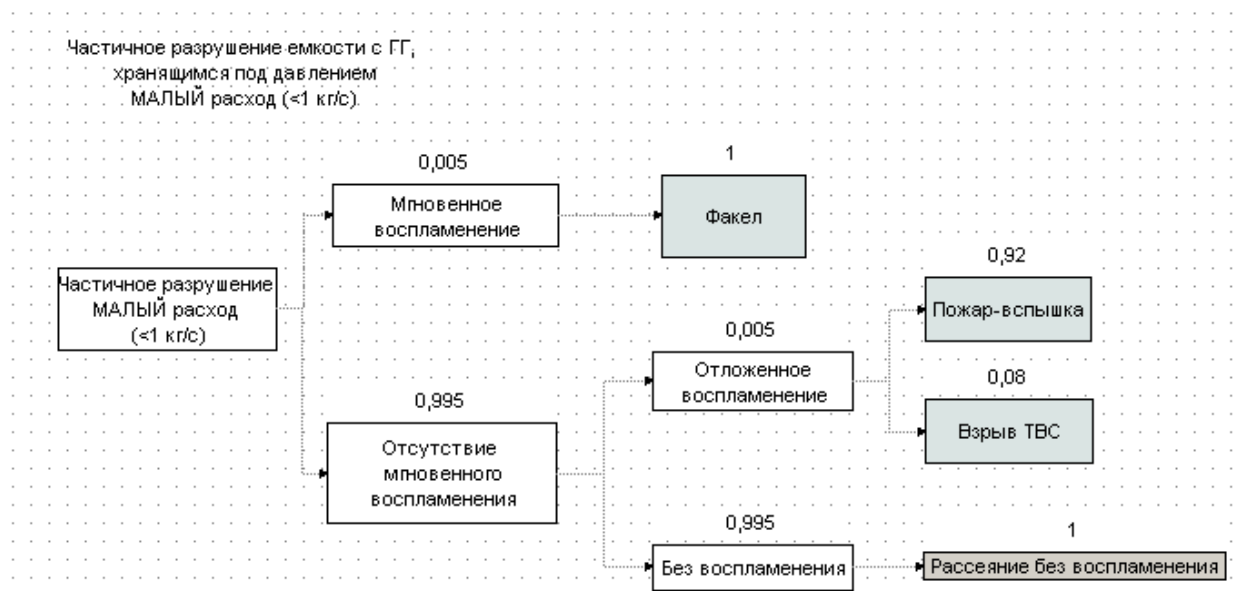 Частичное разрушение емкости с ГГ,
хранящимся под давлением
МАЛЫЙ расход (<1 кг/с)
0,005
Мгновенное
воспламенение
1
Факел
Частичное разрушение
МАЛЫЙ расход
(<1 кг/с)
0,995
Отсутствие
мгновенного
воспламенения
0,005
Отложенное
воспламенение
0,92
Пожар-вспышка
0,08
Взрыв ТВС
0,995
Без воспламенения
1
Рассеяние без воспламенения